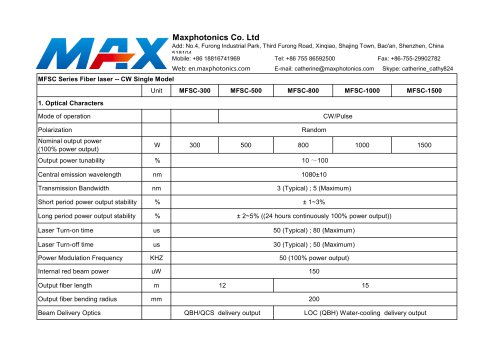 MAX
Maxphotonics Co. Ltd
Add: No.4, Furong Industrial Park, Third Furong Road, Xinqiao, Shajing Town, Bao'an, Shenzhen, China
Mobile: +86 18816741969 Tel: +86 755 86592500 Fax: +86-755-29902782
Web: en.maxphotonics.com E-mail: catherine@maxphotonics.com Skype: catherine_cathy824
MFSC Series Fiber laser -- CW Single Model
Unit MFSC-300 MFSC-500 MFSC-800 MFSC-1000 MFSC-1500
1. Optical Characters
Mode of operation CW/Pulse
Polarization Random
Nominal output power
(100% power output) W 300 500 800 1000 1500
Output power tunability % 10 ～100
Central emission wavelength nm 1080±10
Transmission Bandwidth nm 3 (Typical) ; 5 (Maximum)
Short period power output stability % ± 1~3%
Long period power output stability % ± 2~5% ((24 hours continuously 100% power output))
Laser Turn-on time us 50 (Typical) ; 80 (Maximum)
Laser Turn-off time us 30 (Typical) ; 50 (Maximum)
Power Modulation Frequency KHZ 50 (100% power output)
Internal red beam power uW 150
Output fiber length m 12 15
Output fiber bending radius mm 200
Beam Delivery Optics QBH/QCS delivery output LOC (QBH) Water-cooling delivery output